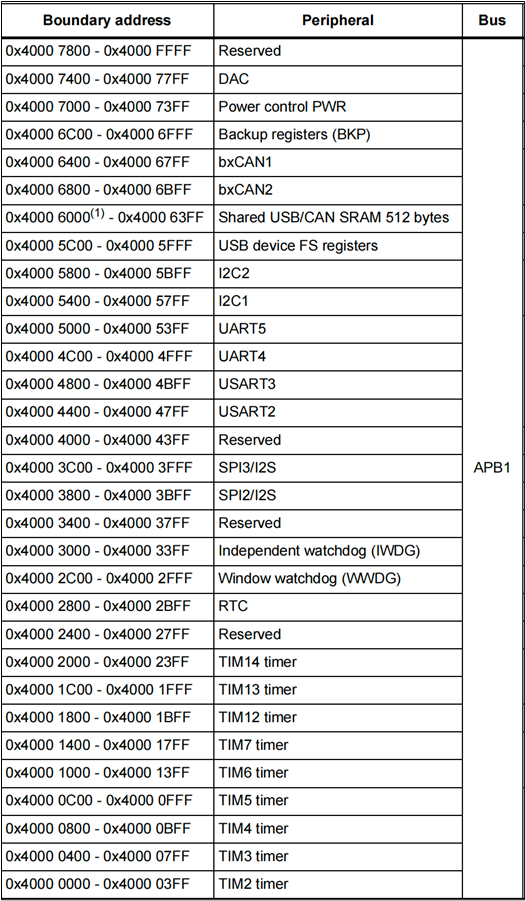 Boundary address Peripheral Bus
0x4000 7800 - 0x4000 FFFF Reserved
0x4000 7400 - 0x4000 77FF DAC
0x4000 7000 - 0x4000 73FF Power control PWR
0x4000 6C00 - 0x4000 6FFF Backup registers (BKP)
0x4000 6400 - 0x4000 67FF bxCAN1
0x4000 6800 - 0x4000 6BFF bxCAN2
0x4000 6000(1) - 0x4000 63FF Shared USB/CAN SRAM 512 bytes
0x4000 5C00 - 0x4000 5FFF USB device FS registers
0x4000 5800 - 0x4000 5BFF I2C2
0x4000 5400 - 0x4000 57FF I2C1
0x4000 5000 - 0x4000 53FF UART5
0x4000 4C00 - 0x4000 4FFF UART4
0x4000 4800 - 0x4000 4BFF USART3
0x4000 4400 - 0x4000 47FF USART2
0x4000 4000 - 0x4000 43FF Reserved
0x4000 3C00 - 0x4000 3FFF SPI3/I2S APB1
0x4000 3800 - 0x4000 3BFF SPI2/I2S
0x4000 3400 - 0x4000 37FF Reserved
0x4000 3000 - 0x4000 33FF Independent watchdog (IWDG)
0x4000 2C00 - 0x4000 2FFF Window watchdog (WWDG)
0x4000 2800 - 0x4000 2BFF RTC
0x4000 2400 - 0x4000 27FF Reserved
0x4000 2000 - 0x4000 23FF TIM14 timer
0x4000 1C00 - 0x4000 1FFF TIM13 timer
0x4000 1800 - 0x4000 1BFF TIM12 timer
0x4000 1400 - 0x4000 17FF TIM7 timer
0x4000 1000 - 0x4000 13FF TIM6 timer
0x4000 0C00 - 0x4000 0FFF TIM5 timer
0x4000 0800 - 0x4000 0BFF TIM4 timer
0x4000 0400 - 0x4000 07FF TIM3 timer
0x4000 0000 - 0x4000 03FF TIM2 timer